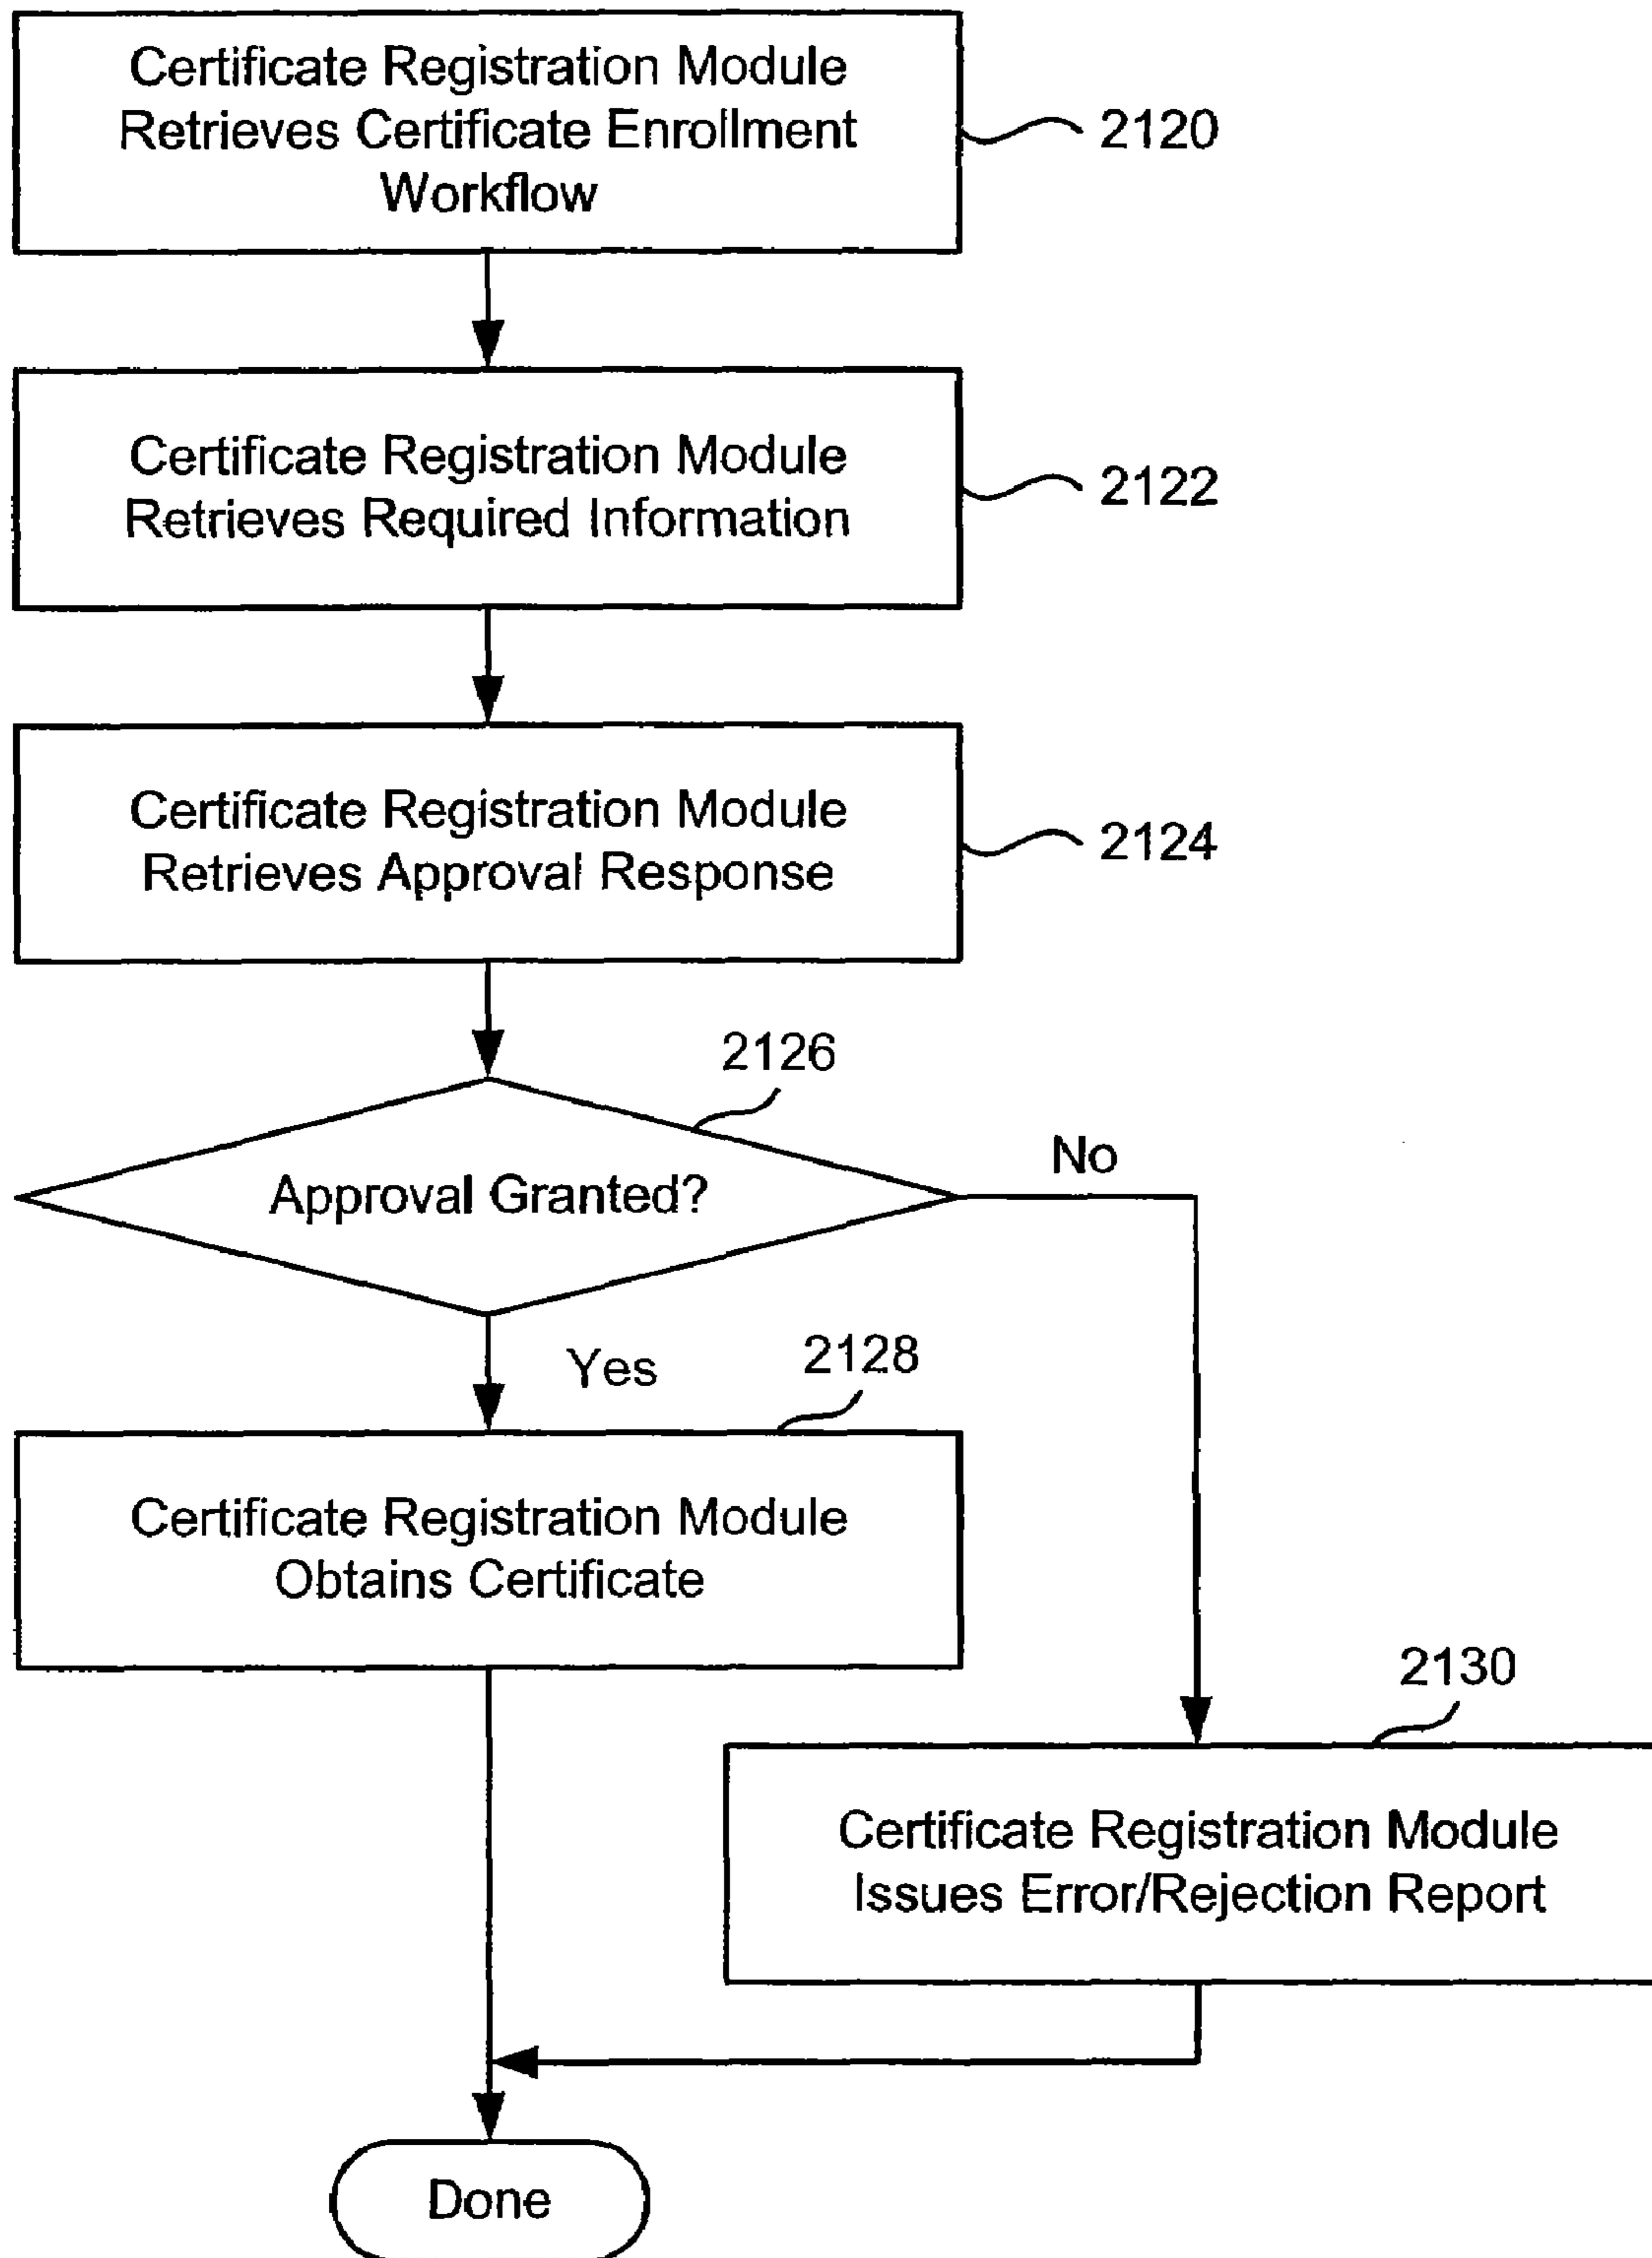 Certificate Registration Module
Retrieves Certificate Enrollment
Workflow
2120
Certificate Registration Module
Retrieves Required Information
2122
Certificate Registration Module
Retrieves Approval Response
2124
2126
Approval Granted?
No
Yes
2128
Certificate Registration Module
Obtains Certificate
2130
Certificate Registration Module
Issues Error/Rejection Report
Done